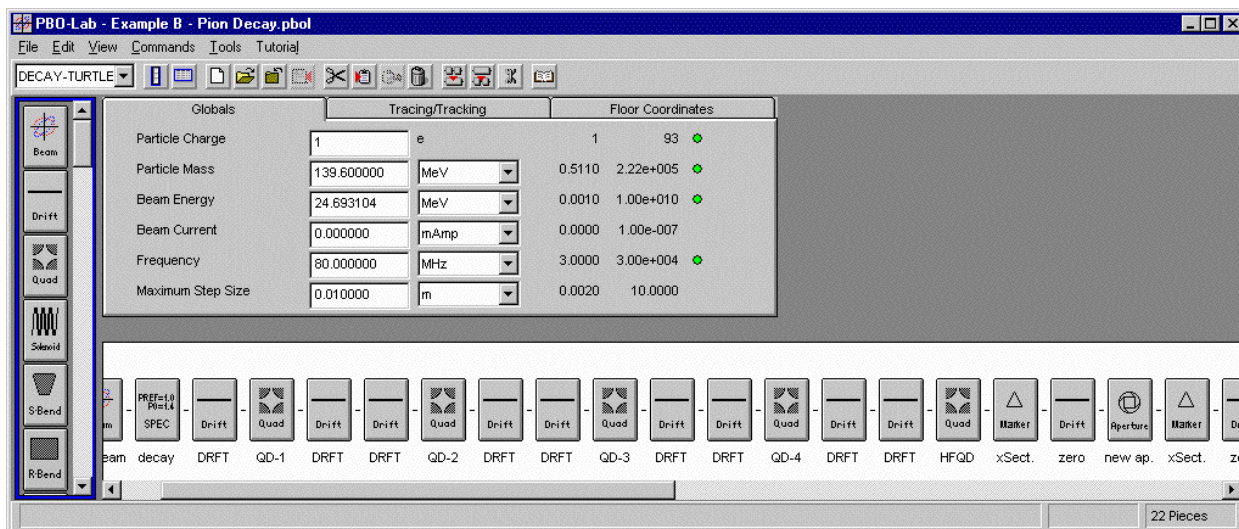 PBO-Lab - Example B - Pion Decay.pbol
File Edit View Commands Tools Tutorial
DECAY-TURTLE
Globals Tracing/Tracking Floor Coordinates
Particle Charge 1 e 1 93
Particle Mass 139.600000 MeV 0.5110 2.22e+005
Beam Energy 24.693104 MeV 0.0010 1.00e+010
Beam Current 0.000000 mAmp 0.0000 1.00e-007
Frequency 80.000000 MHz 3.0000 3.00e+004
Maximum Step Size 0.010000 m 0.0020 10.0000
Beam
Drift
Quad
Solenoid
S-Bend
R-Bend
PREF=1.0
P0=1.4
am SPEC Drift Quad Drift Drift Quad Drift Drift Quad Drift Drift Quad Drift Drift Quad Marker Drift Aperture Marker D
eam decay DRFT QD-1 DRFT DRFT QD-2 DRFT DRFT QD-3 DRFT DRFT QD-4 DRFT DRFT HFQD xSect. zero new ap. xSect. ze
22 Pieces